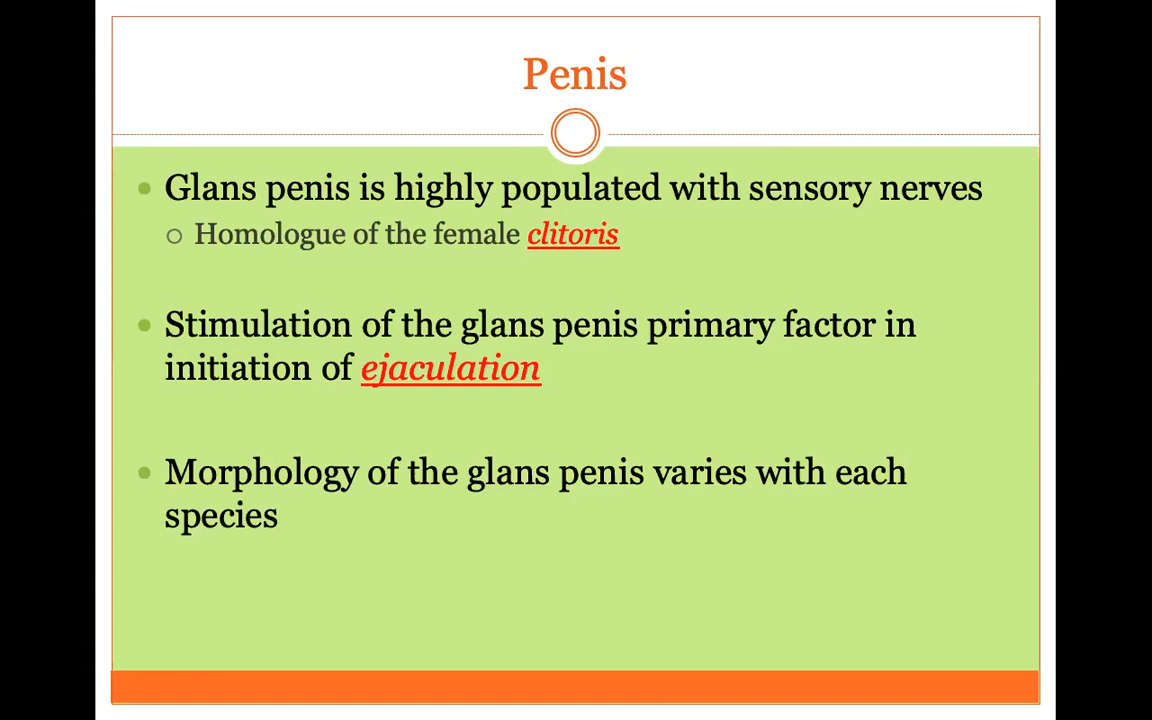 Penis
Glans penis is highly populated with sensory nerves
Homologue of the female clitoris
Stimulation of the glans penis primary factor in
initiation of ejaculation
Morphology of the glans penis varies with each
species